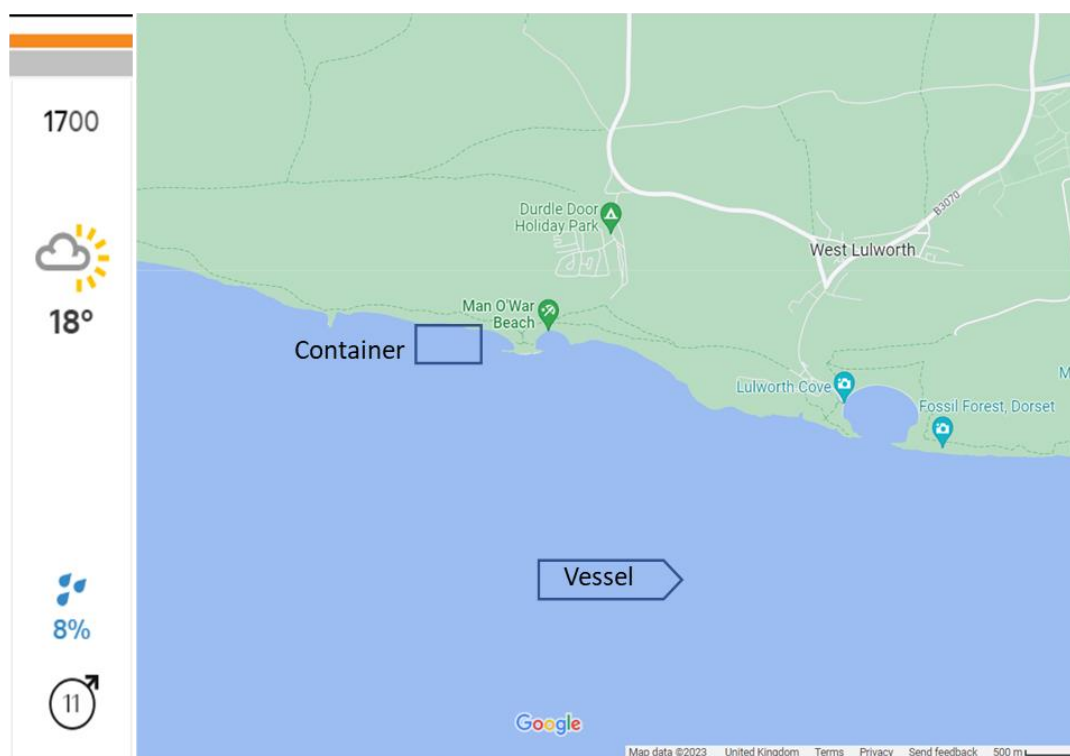 1700
18°
8%
11
Durdle Door
Holiday Park
B3070
West Lulworth
Man O'War
Beach
Container
Lulworth Cove
M
Fossil Forest, Dorset
Vessel
Google
Map data ©2023 United Kingdom Terms Privacy Send feedback 500 m